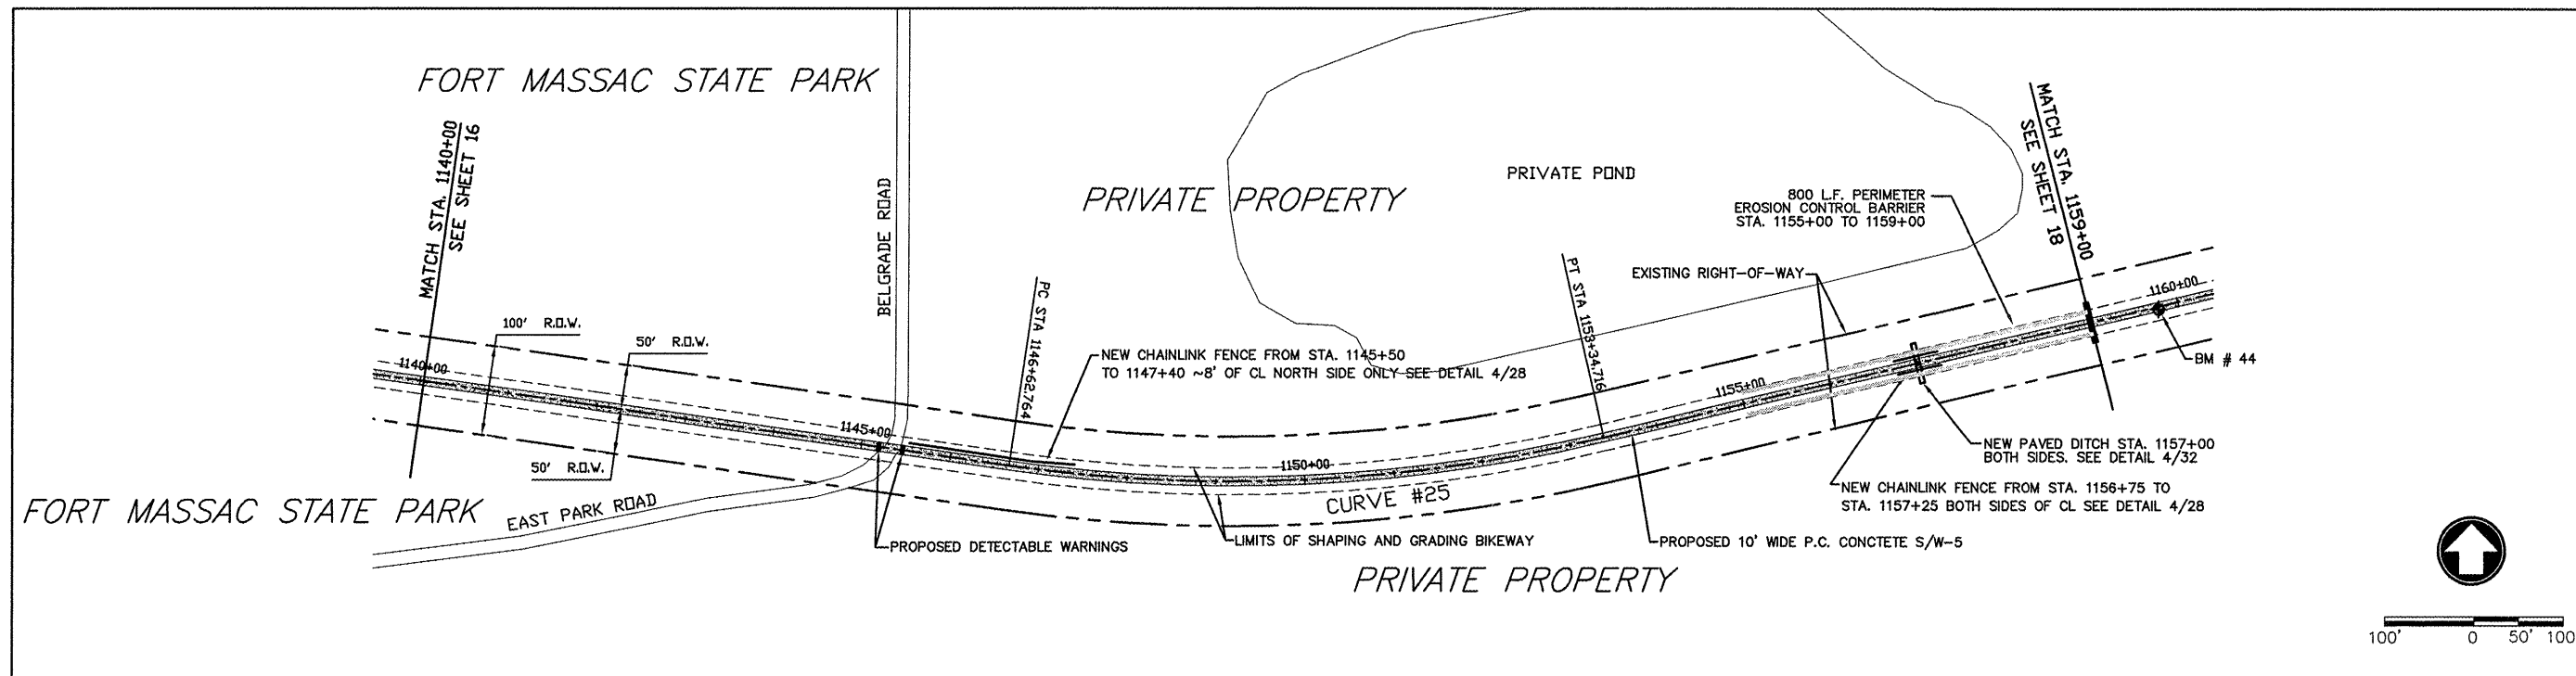 FORT MASSAC STATE PARK
MATCH STA. 1140+00
SEE SHEET 16
BELGRADE ROAD
PRIVATE PROPERTY
PRIVATE POND
800 L.F. PERIMETER
EROSION CONTROL BARRIER
STA. 1155+00 TO 1159+00
MATCH STA. 1159+00
SEE SHEET 18
EXISTING RIGHT-OF-WAY
PC STA 1146+62.764
PT STA 1153+34.716
1160+00
BM # 44
100' R.O.W.
50' R.O.W.
50' R.O.W.
NEW CHAINLINK FENCE FROM STA. 1145+50
TO 1147+40 ~8' OF CL NORTH SIDE ONLY SEE DETAIL 4/28
1140+00
1145+00
1150+00
1155+00
CURVE #25
NEW PAVED DITCH STA. 1157+00
BOTH SIDES. SEE DETAIL 4/32
NEW CHAINLINK FENCE FROM STA. 1156+75 TO
STA. 1157+25 BOTH SIDES OF CL SEE DETAIL 4/28
FORT MASSAC STATE PARK
EAST PARK ROAD
PROPOSED DETECTABLE WARNINGS
LIMITS OF SHAPING AND GRADING BIKEWAY
PROPOSED 10' WIDE P.C. CONCTETE S/W-5
PRIVATE PROPERTY
100' 0 50' 100